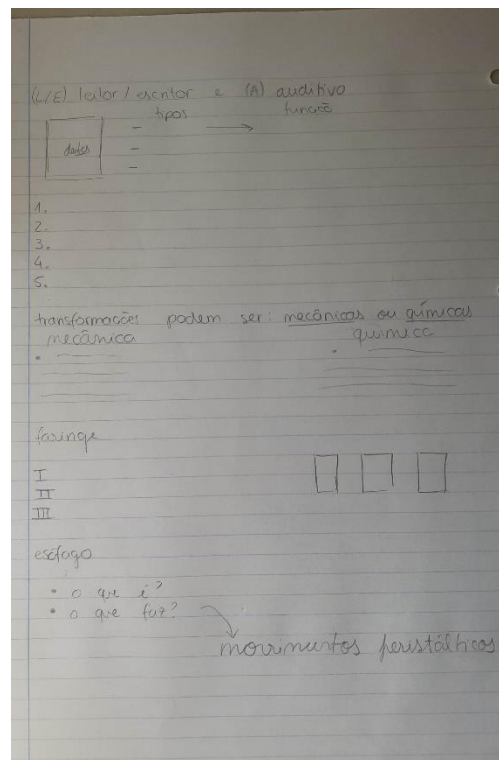 (L/E) leitor / escritor e (A) auditivo
tipos função
dentes
1.
2.
3.
4.
5.
transformações podem ser: mecânicas ou químicas
mecânica química
faringe
I
II
III
esófago
• o que é?
• o que faz?
movimentos peristálticos